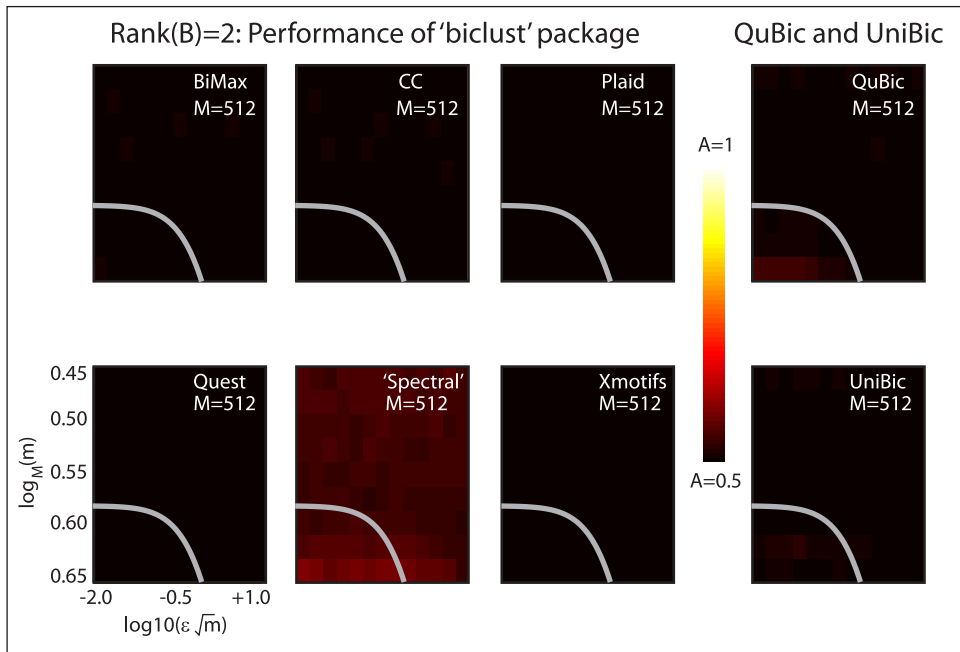 Rank(B)=2: Performance of 'biclust' package
QuBic and UniBic
BiMax
M=512
CC
M=512
Plaid
M=512
QuBic
M=512
A=1
A=0.5
Quest
M=512
'Spectral'
M=512
Xmotifs
M=512
UniBic
M=512
0.45
0.50
0.55
0.60
0.65
log_M(m)
-2.0 -0.5 +1.0
log10(ε√m)